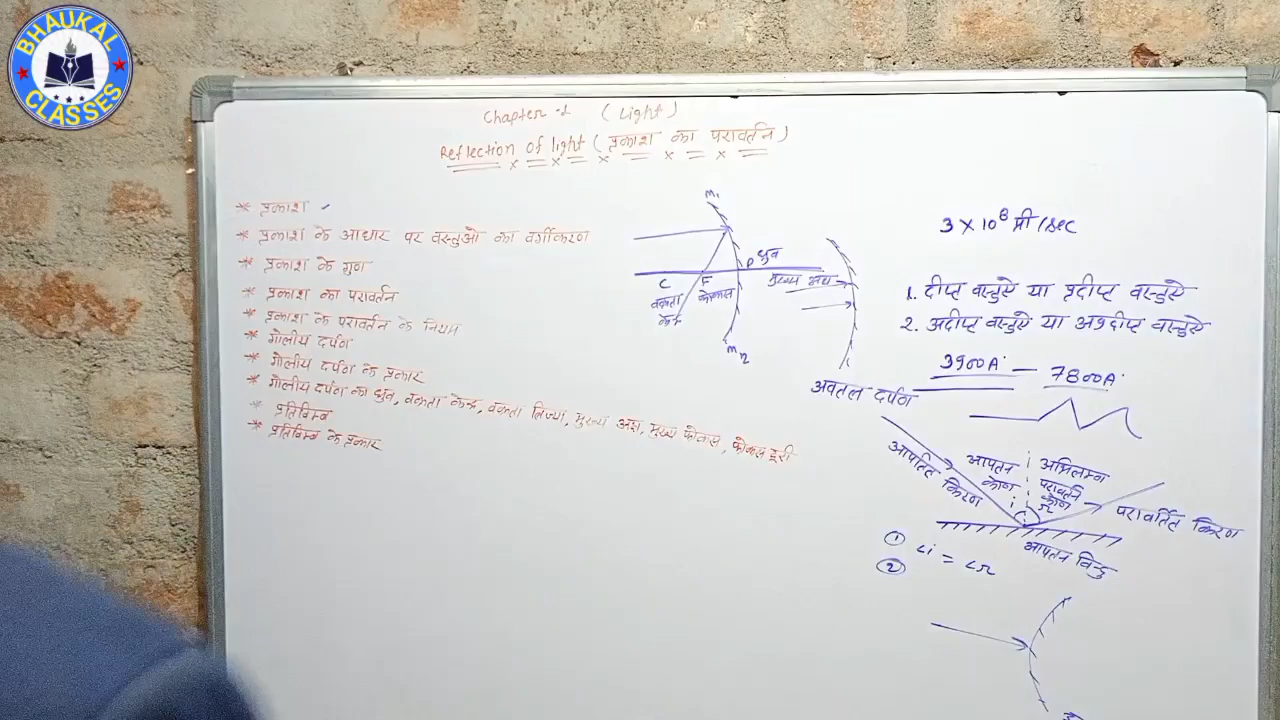 BHAUKAL CLASSES
Chapter-1 (Light)
Reflection of light (प्रकाश का परावर्तन)
* प्रकाश
* प्रकाश के आधार पर वस्तुओ का वर्गीकरण
* प्रकाश के गुण
* प्रकाश का परावर्तन
* प्रकाश के परावर्तन के नियम
* गोलीय दर्पण
* गोलीय दर्पण के प्रकार
* गोलीय दर्पण का ध्रुव, वक्रता केन्द्र, वक्रता त्रिज्या, मुख्य अक्ष, मुख्य फोकस, फोकस दूरी
* प्रतिबिम्ब
* प्रतिबिम्ब के प्रकार
M1
P ध्रुव
C F
वक्रता केन्द्र
फोकस
मुख्य अक्ष
M2
3 × 10⁸ मी/sec
1. दीप्त वस्तुऐ या प्रदीप्त वस्तुऐ
2. अदीप्त वस्तुऐ या अप्रदीप्त वस्तुऐ
3900A° — 7800A°
अवतल दर्पण
आपतित किरण
आपतन कोण
अभिलम्ब
परावर्तन कोण
परावर्तित किरण
i r
आपतन बिन्दु
① ∠i = ∠r
②